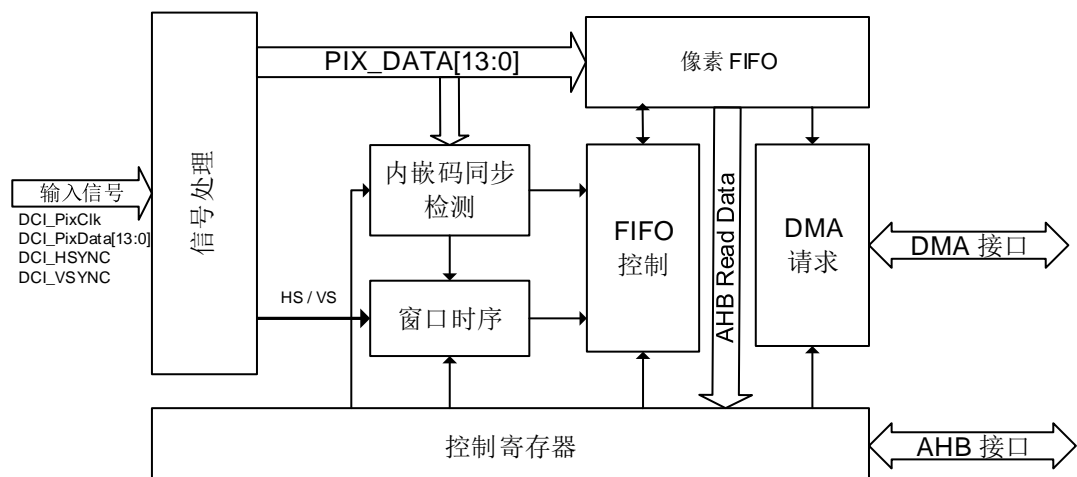 PIX_DATA[13:0]
像素 FIFO
信号处理
输入信号
DCI_PixClk
DCI_PixData[13:0]
DCI_HSYNC
DCI_VSYNC
内嵌码同步
检测
HS / VS
窗口时序
FIFO
控制
AHB Read Data
DMA
请求
DMA 接口
控制寄存器
AHB 接口